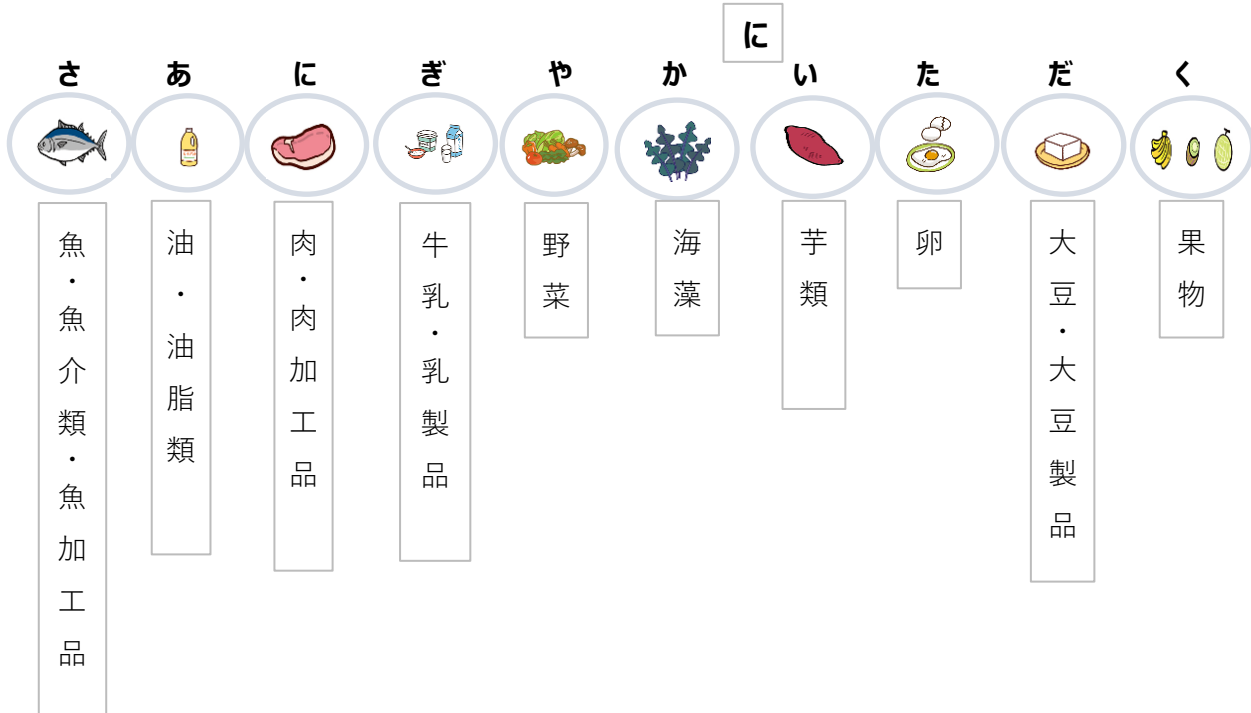 に
さ あ に ぎ や か い た だ く
魚・魚介類・魚加工品
油・油脂類
肉・肉加工品
牛乳・乳製品
野菜
海藻
芋類
卵
大豆・大豆製品
果物